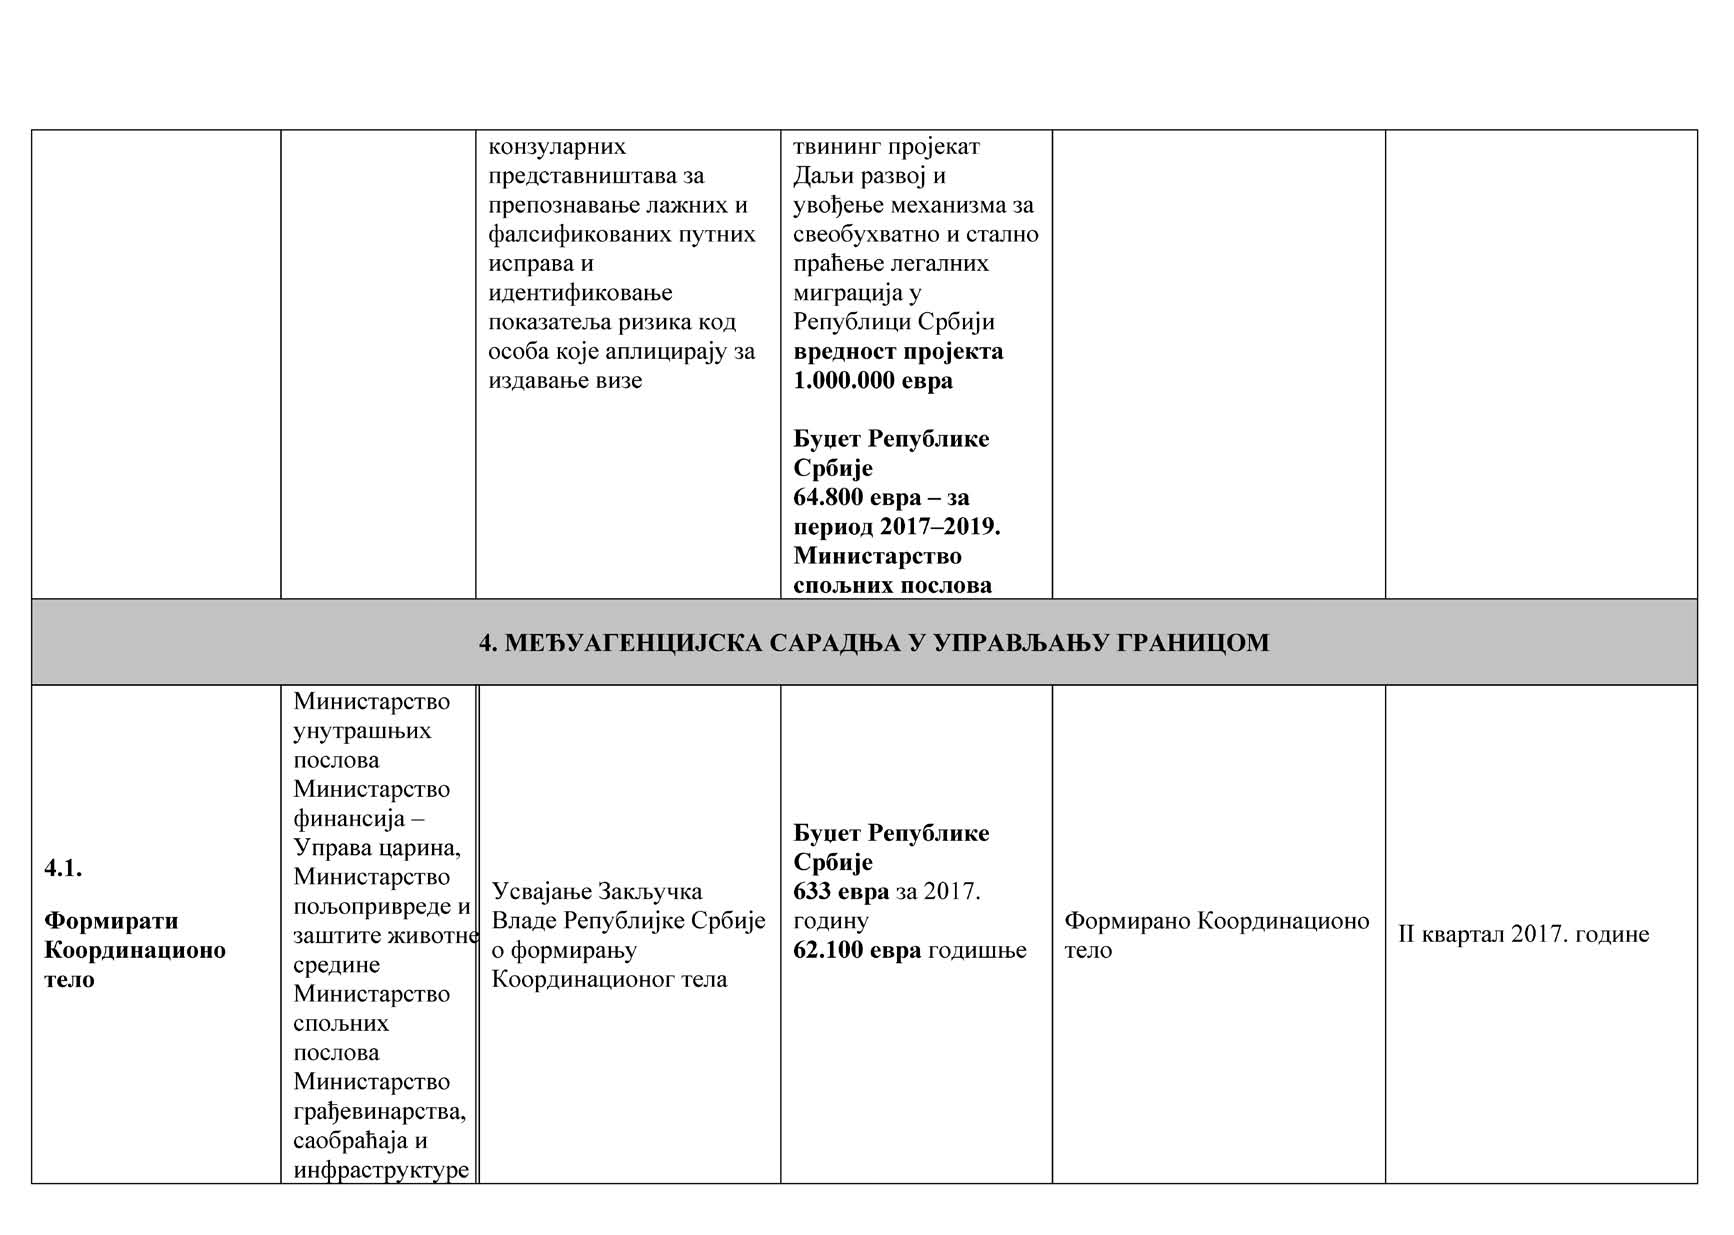 конзуларних
представништава за
препознавање лажних и
фалсификованих путних
исправа и
идентификовање
показатеља ризика код
особа које аплицирају за
издавање визе
твининг пројекат
Даљи развој и
увођење механизма за
свеобухватно и стално
праћење легалних
миграција у
Републици Србији
вредност пројекта
1.000.000 евра
Буџет Републике
Србије
64.800 евра – за
период 2017–2019.
Министарство
спољних послова
4. МЕЂУАГЕНЦИЈСКА САРАДЊА У УПРАВЉАЊУ ГРАНИЦОМ
4.1.
Формирати
Координационо
тело
Министарство
унутрашњих
послова
Министарство
финансија –
Управа царина,
Министарство
пољопривреде и
заштите животне
средине
Министарство
спољних
послова
Министарство
грађевинарства,
саобраћаја и
инфраструктуре
Усвајање Закључка
Владе Републијке Србије
о формирању
Координационог тела
Буџет Републике
Србије
633 евра за 2017.
годину
62.100 евра годишње
Формирано Координационо
тело
II квартал 2017. године